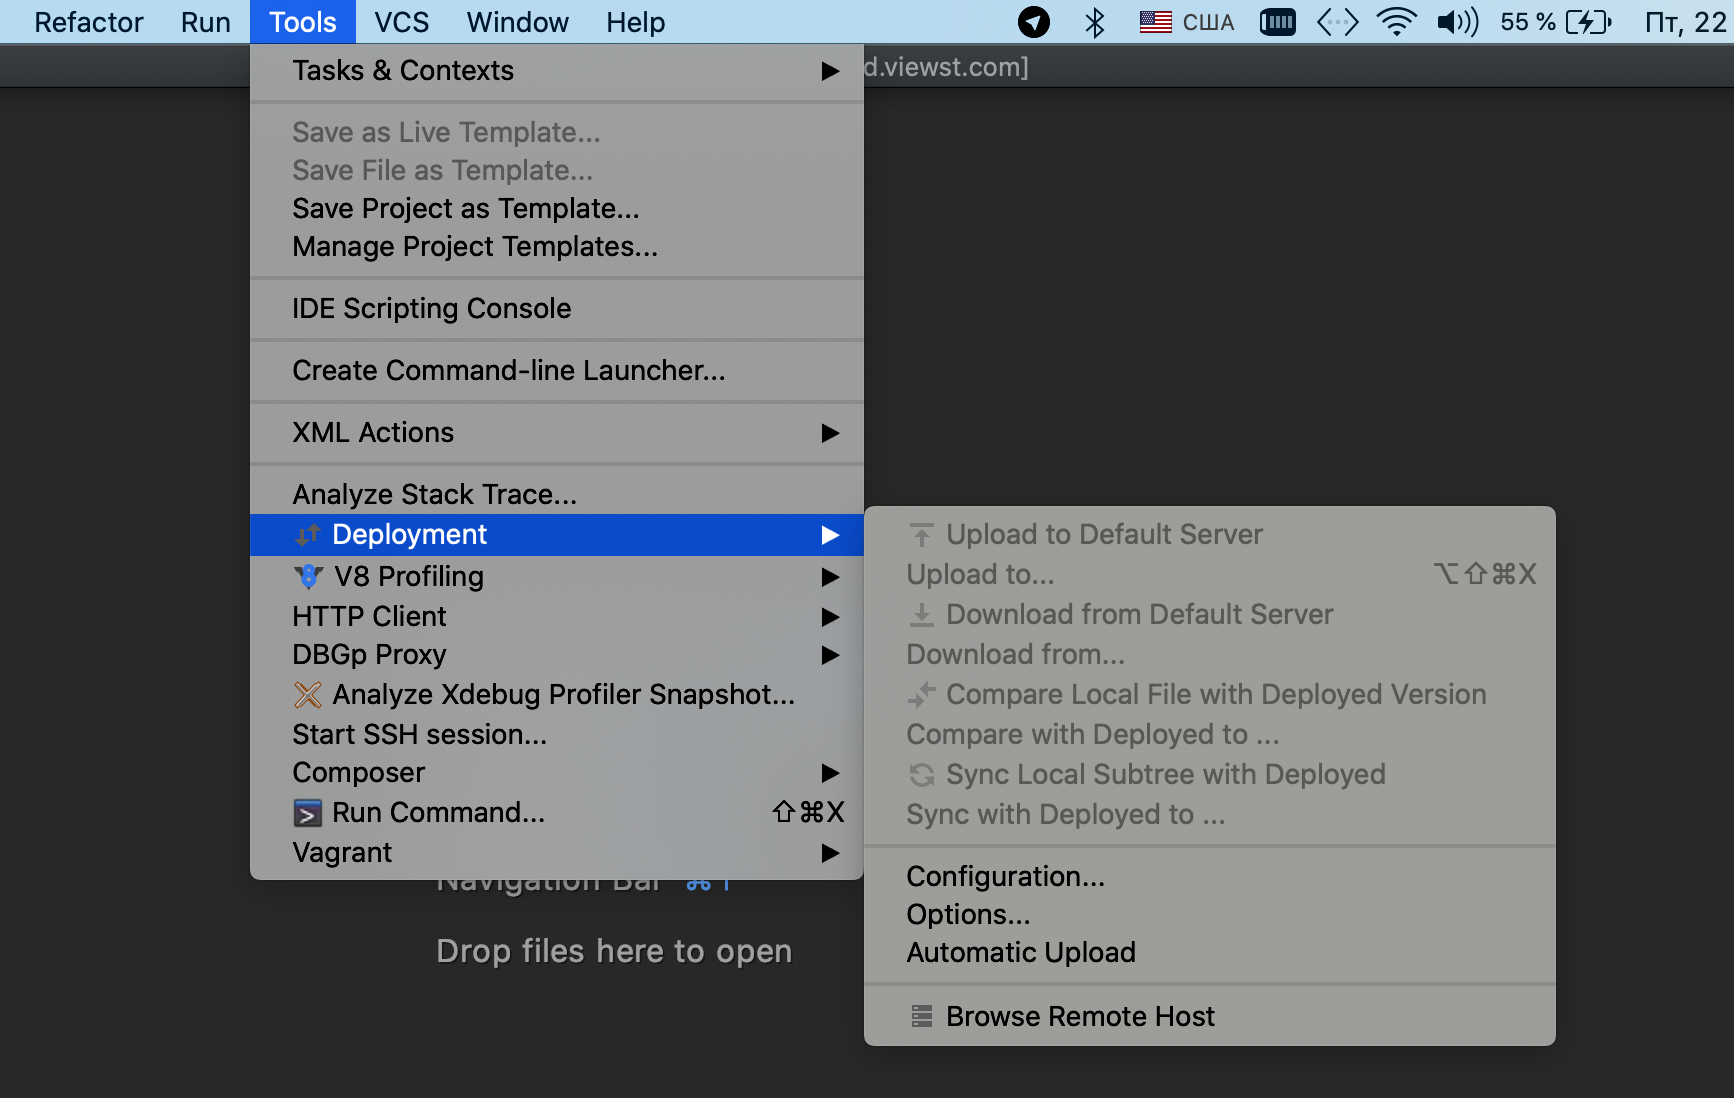 Refactor Run Tools VCS Window Help США 55 % Пт, 22
d.viewst.com]
Tasks & Contexts
Save as Live Template...
Save File as Template...
Save Project as Template...
Manage Project Templates...
IDE Scripting Console
Create Command-line Launcher...
XML Actions
Analyze Stack Trace...
Deployment
V8 Profiling
HTTP Client
DBGp Proxy
Analyze Xdebug Profiler Snapshot...
Start SSH session...
Composer
Run Command... ⇧⌘X
Vagrant
Upload to Default Server
Upload to... ⌥⇧⌘X
Download from Default Server
Download from...
Compare Local File with Deployed Version
Compare with Deployed to ...
Sync Local Subtree with Deployed
Sync with Deployed to ...
Configuration...
Options...
Automatic Upload
Browse Remote Host
Navigation Bar ⌘↑
Drop files here to open